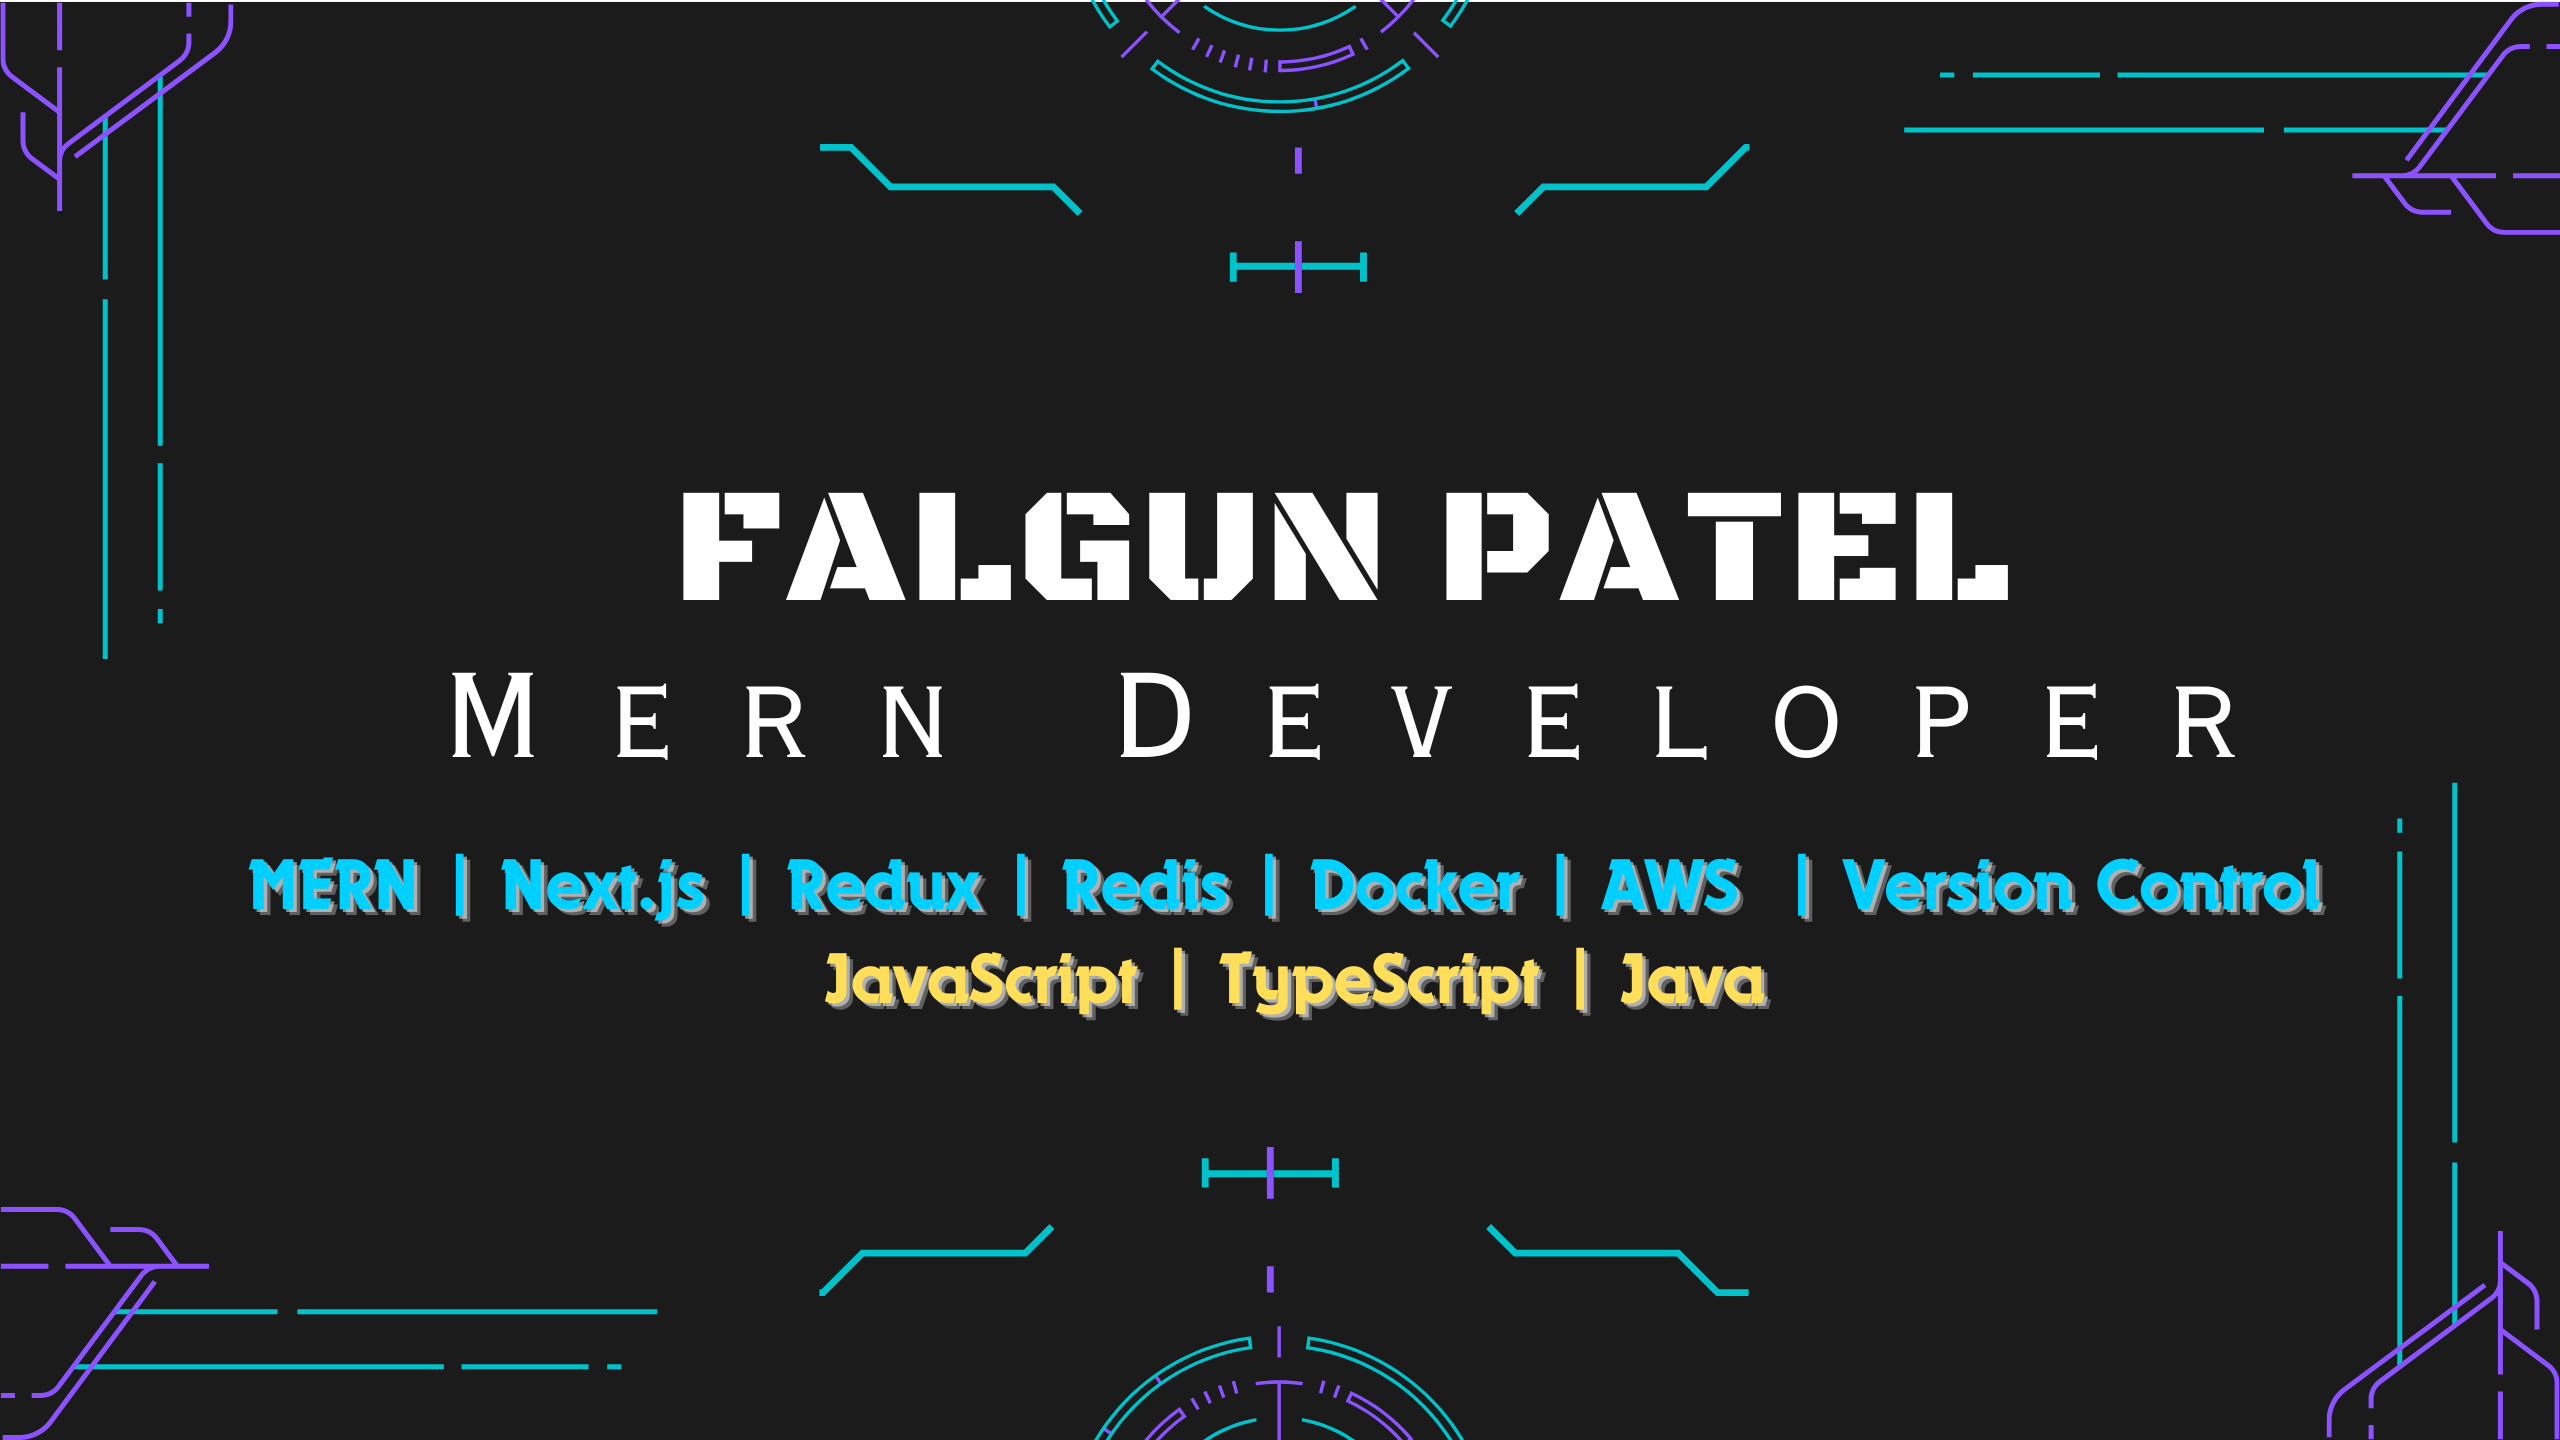 FALGUN PATEL
MERN DEVELOPER
MERN | Next.js | Redux | Redis | Docker | AWS | Version Control
JavaScript | TypeScript | Java